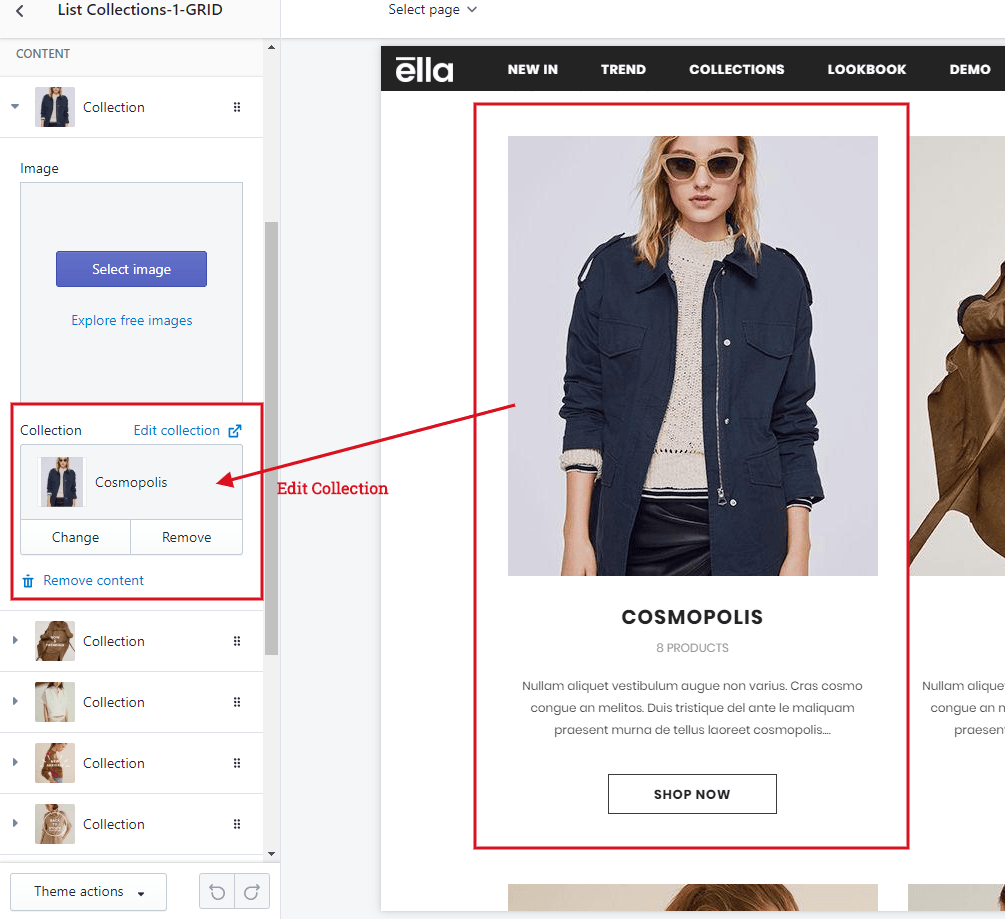 List Collections-1-GRID
CONTENT
Collection
Image
Select image
Explore free images
Collection
Edit collection
Cosmopolis
Change
Remove
Remove content
Collection
Collection
Collection
Collection
Theme actions
Select page
ella
NEW IN
TREND
COLLECTIONS
LOOKBOOK
DEMO
Edit Collection
COSMOPOLIS
8 PRODUCTS
Nullam aliquet vestibulum augue non varius. Cras cosmo
congue an melitos. Duis tristique del ante le maliquam
praesent murna de tellus laoreet cosmopolis....
SHOP NOW
Nullam alique
congue an
praesen